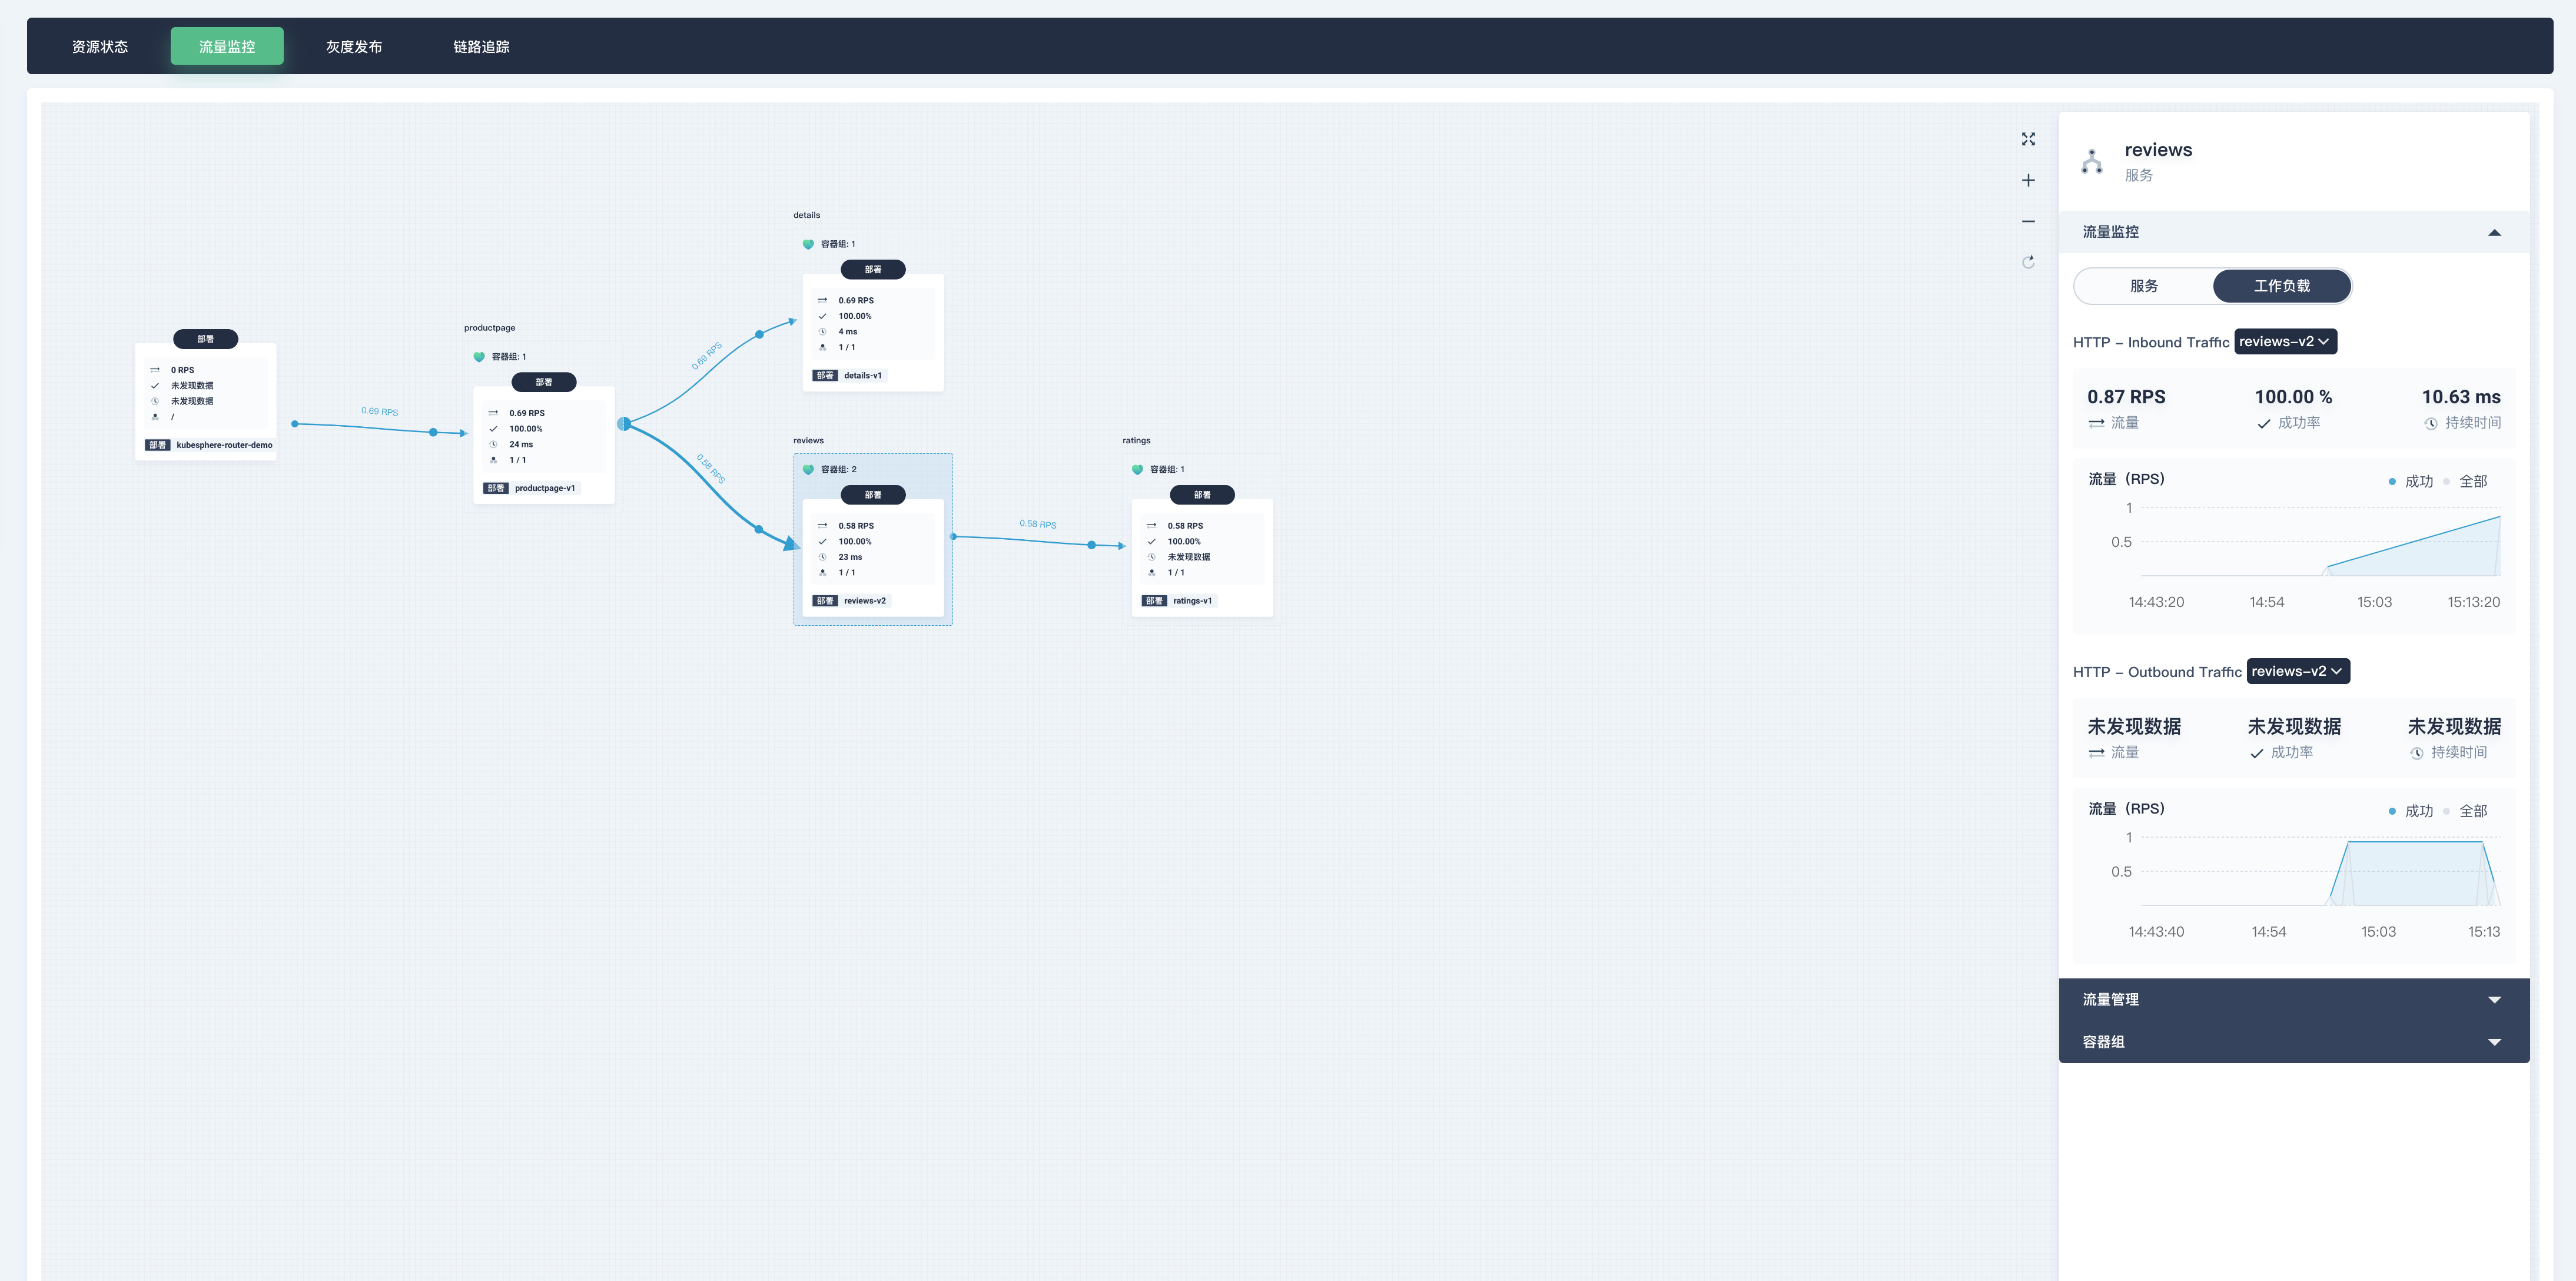 资源状态 流量监控 灰度发布 链路追踪
部署
0 RPS
未发现数据
未发现数据
/
部署 kubesphere-router-demo
0.69 RPS
productpage
容器组: 1
部署
0.69 RPS
100.00%
24 ms
1 / 1
部署 productpage-v1
0.69 RPS
0.58 RPS
details
容器组: 1
部署
0.69 RPS
100.00%
4 ms
1 / 1
部署 details-v1
reviews
容器组: 2
部署
0.58 RPS
100.00%
23 ms
1 / 1
部署 reviews-v2
0.58 RPS
ratings
容器组: 1
部署
0.58 RPS
100.00%
未发现数据
1 / 1
部署 ratings-v1
reviews
服务
流量监控
服务 工作负载
HTTP – Inbound Traffic reviews-v2
0.87 RPS 100.00 % 10.63 ms
流量 成功率 持续时间
流量（RPS） 成功 全部
1
0.5
14:43:20 14:54 15:03 15:13:20
HTTP – Outbound Traffic reviews-v2
未发现数据 未发现数据 未发现数据
流量 成功率 持续时间
流量（RPS） 成功 全部
1
0.5
14:43:40 14:54 15:03 15:13
流量管理
容器组